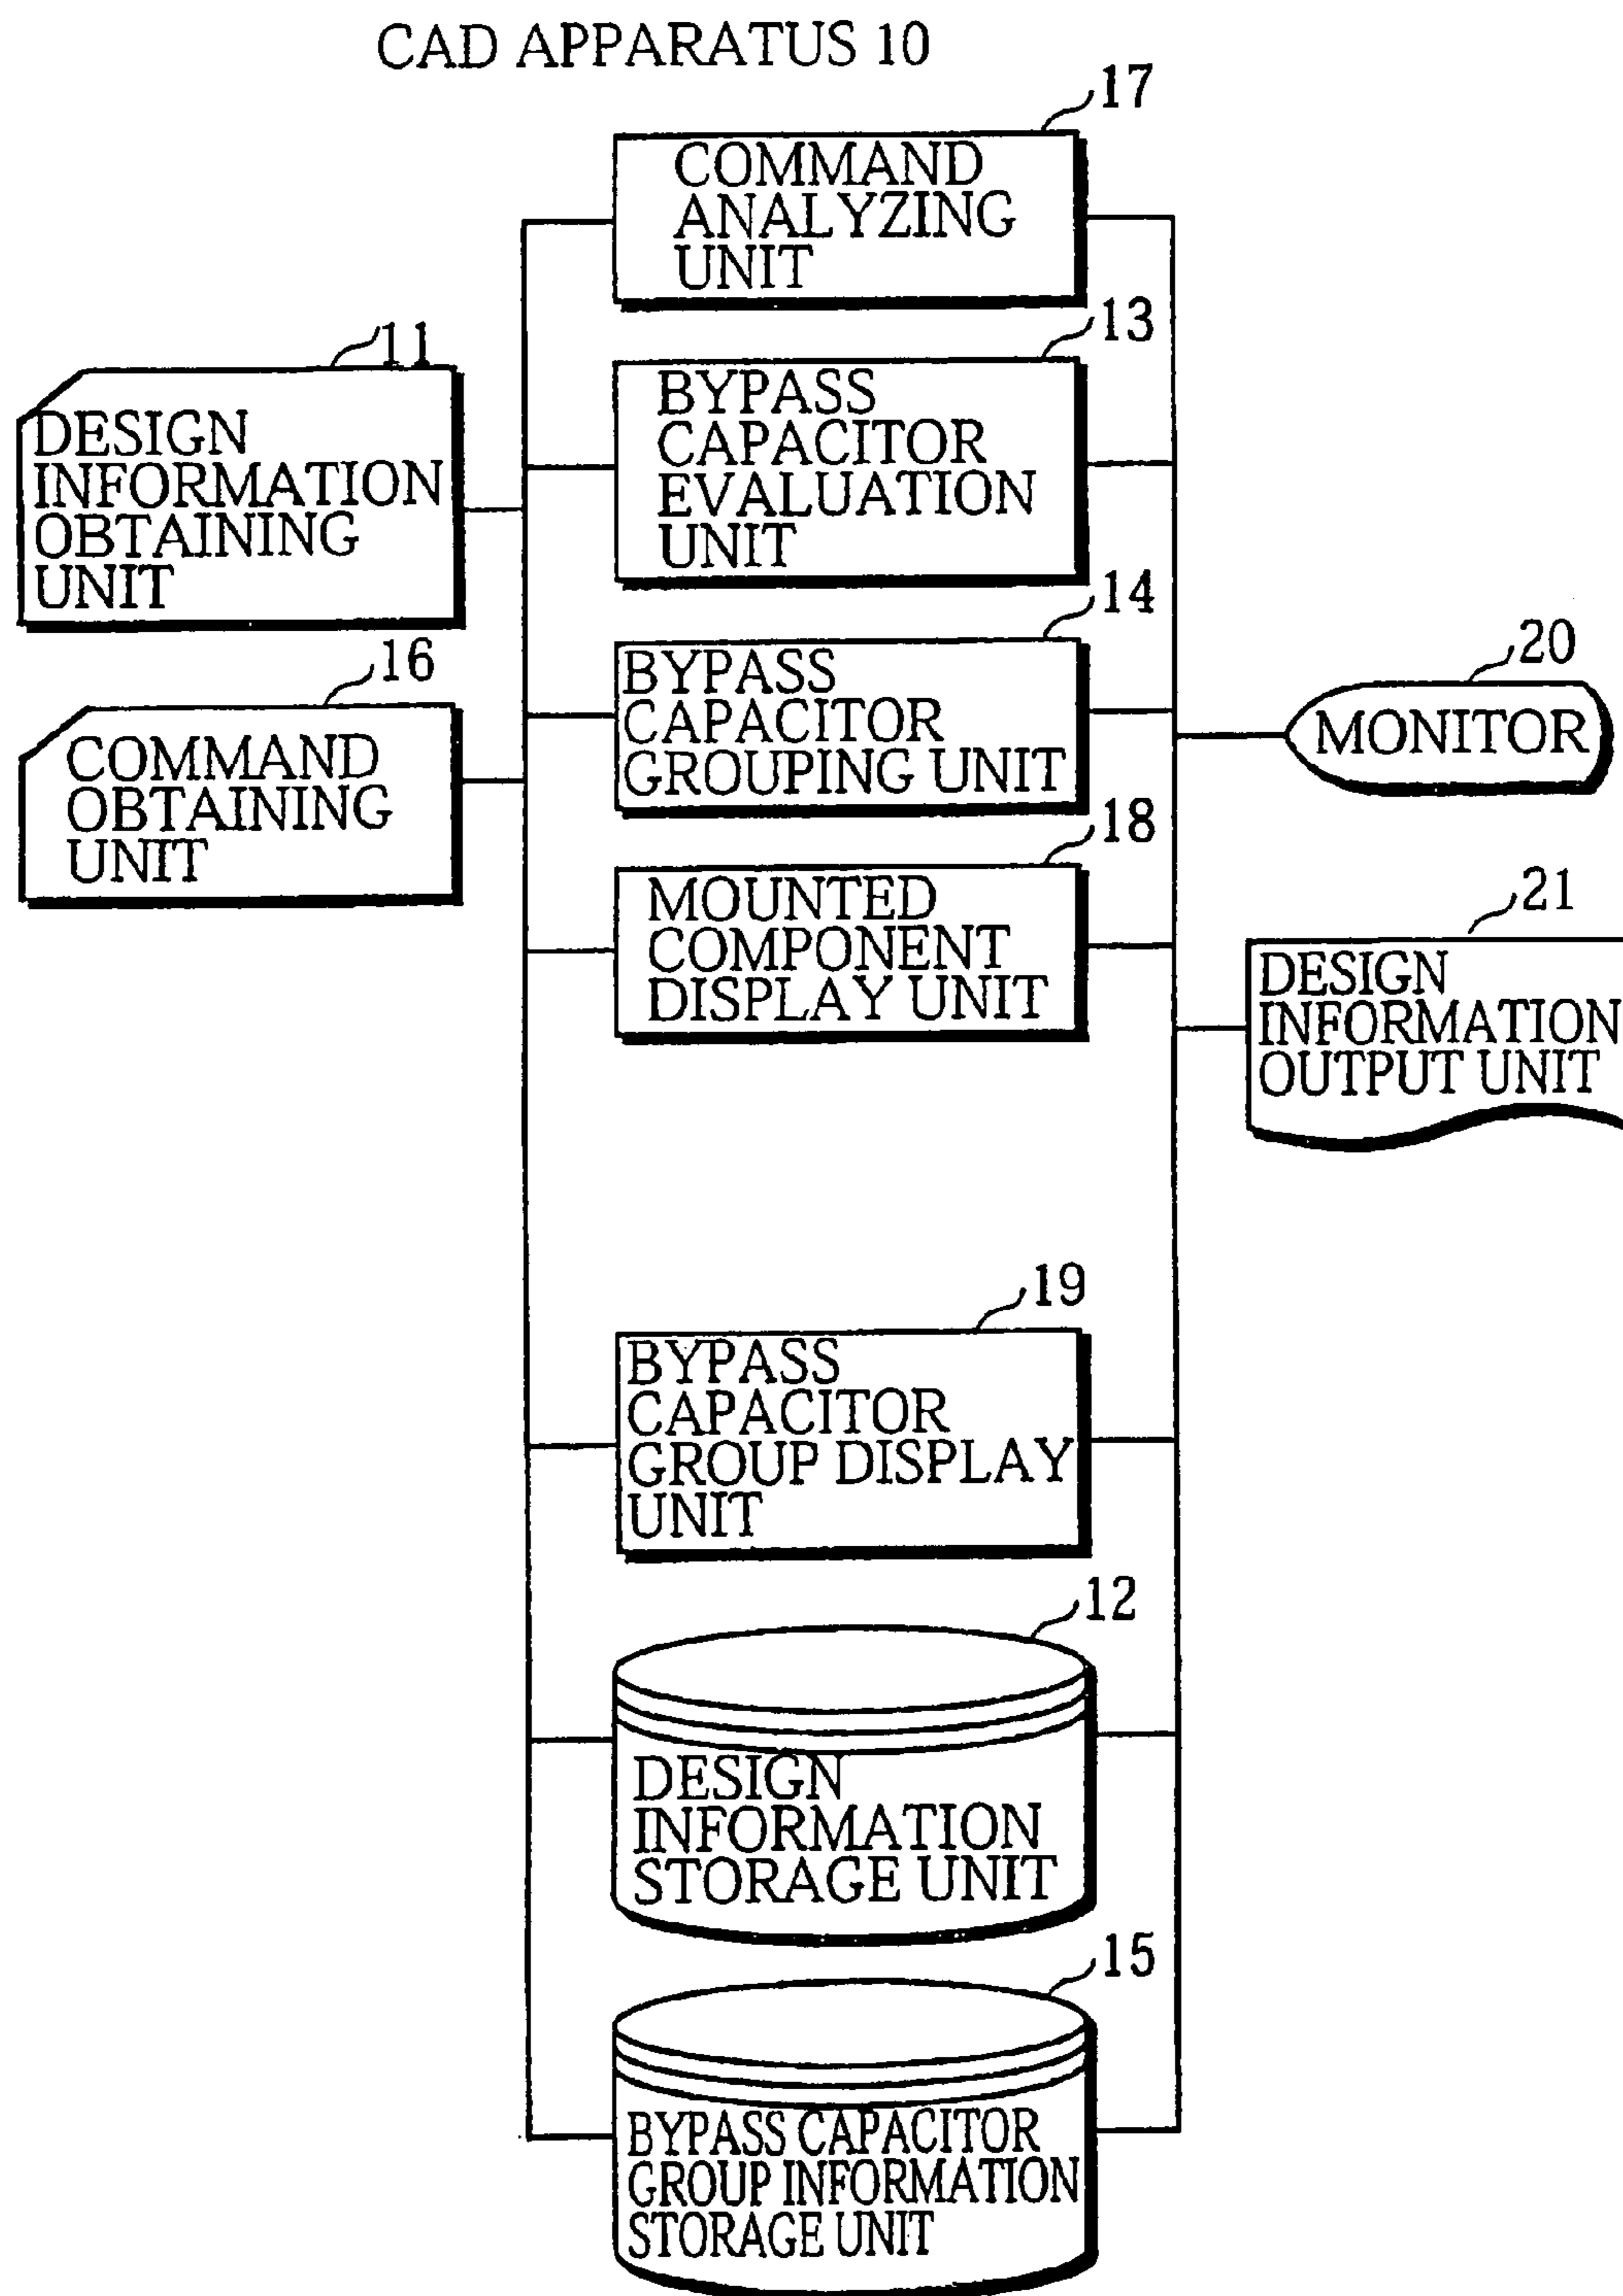 CAD APPARATUS 10
17
COMMAND
ANALYZING
UNIT
13
BYPASS
CAPACITOR
EVALUATION
UNIT
11
DESIGN
INFORMATION
OBTAINING
UNIT
14
BYPASS
CAPACITOR
GROUPING UNIT
16
COMMAND
OBTAINING
UNIT
20
MONITOR
18
MOUNTED
COMPONENT
DISPLAY UNIT
21
DESIGN
INFORMATION
OUTPUT UNIT
19
BYPASS
CAPACITOR
GROUP DISPLAY
UNIT
12
DESIGN
INFORMATION
STORAGE UNIT
15
BYPASS CAPACITOR
GROUP INFORMATION
STORAGE UNIT